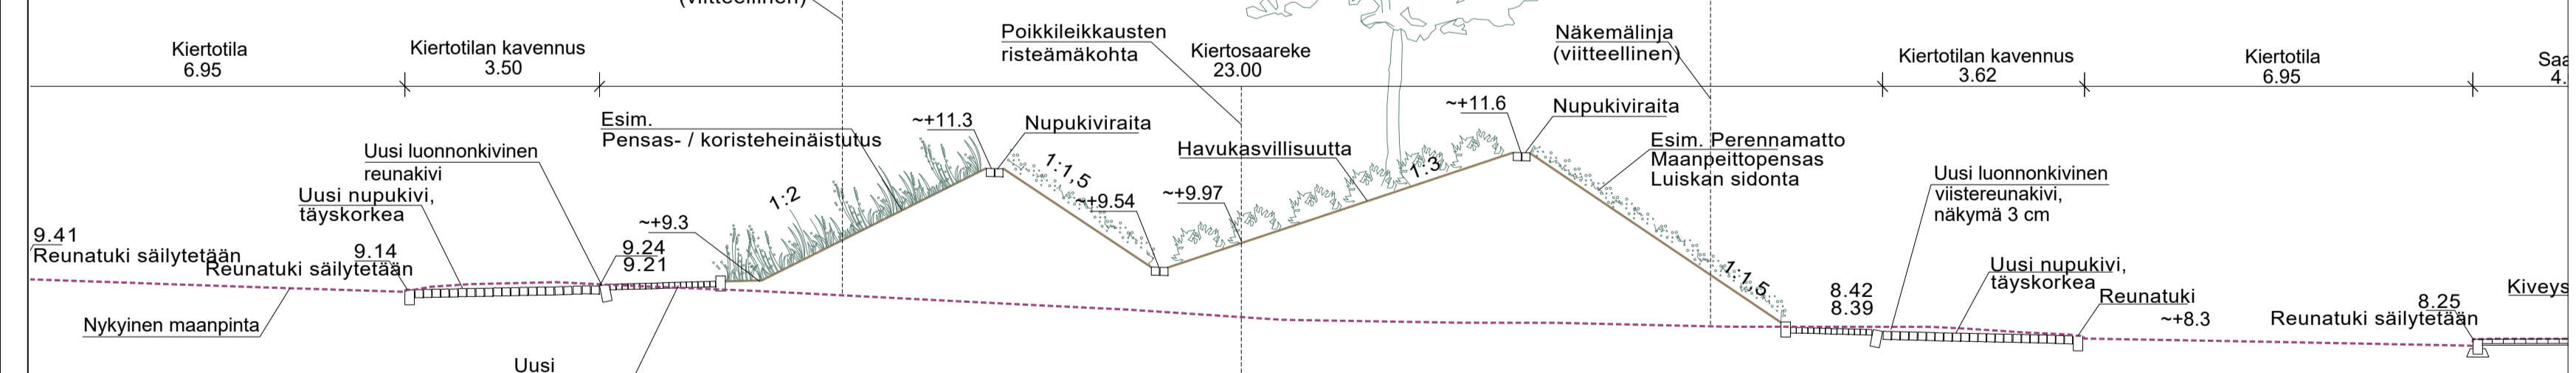 (viitteellinen)
Kiertotila
6.95
Kiertotilan kavennus
3.50
Poikkileikkausten
risteämäkohta
Kiertosaareke
23.00
Näkemälinja
(viitteellinen)
Kiertotilan kavennus
3.62
Kiertotila
6.95
Saa
4.
Esim.
Pensas- / koristeheinäistutus
~+11.3
Nupukiviraita
~+11.6
Nupukiviraita
Uusi luonnonkivinen
reunakivi
Uusi nupukivi,
täyskorkea
1:2
1:1,5
Havukasvillisuutta
1:3
Esim. Perennamatto
Maanpeittopensas
Luiskan sidonta
Uusi luonnonkivinen
viistereunakivi,
näkymä 3 cm
~+9.3
~+9.54
~+9.97
9.41
Reunatuki säilytetään
9.14
Reunatuki säilytetään
9.24
9.21
1:1,5
8.42
8.39
Uusi nupukivi,
täyskorkea
Reunatuki
~+8.3
8.25
Reunatuki säilytetään
Kiveys
Nykyinen maanpinta
Uusi